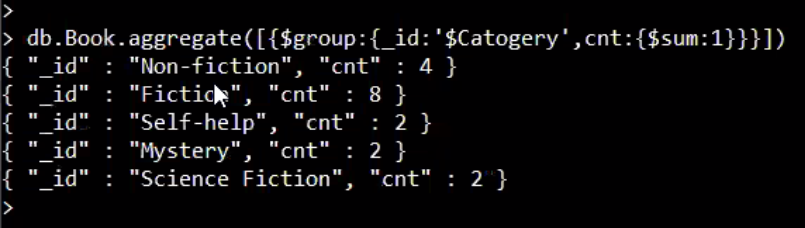 >
> db.Book.aggregate([{$group:{_id:'$Catogery',cnt:{$sum:1}}}])
{ "_id" : "Non-fiction", "cnt" : 4 }
{ "_id" : "Fiction", "cnt" : 8 }
{ "_id" : "Self-help", "cnt" : 2 }
{ "_id" : "Mystery", "cnt" : 2 }
{ "_id" : "Science Fiction", "cnt" : 2 }
>